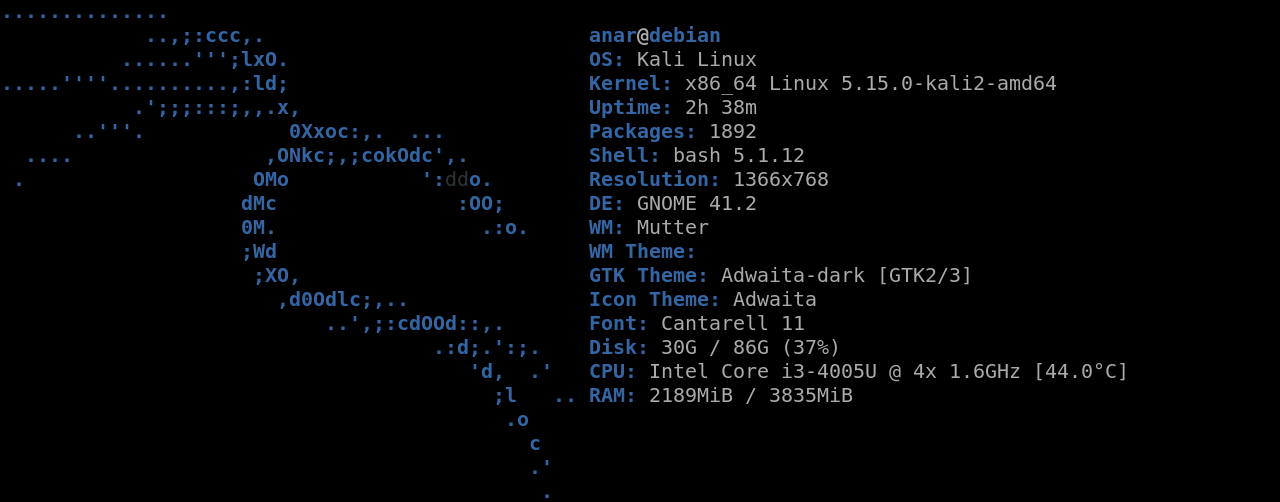 ..............
            ..,;:ccc,.                           anar@debian
          ......''';lxO.                         OS: Kali Linux
.....''''..........,:ld;                         Kernel: x86_64 Linux 5.15.0-kali2-amd64
           .';;;:::;,,.x,                        Uptime: 2h 38m
      ..'''.            0Xxoc:,.  ...            Packages: 1892
  ....                ,ONkc;,;cokOdc',.          Shell: bash 5.1.12
 .                   OMo           ':ddo.        Resolution: 1366x768
                    dMc               :OO;       DE: GNOME 41.2
                    0M.                 .:o.     WM: Mutter
                    ;Wd                          WM Theme:
                     ;XO,                        GTK Theme: Adwaita-dark [GTK2/3]
                       ,d0Odlc;,..               Icon Theme: Adwaita
                           ..',;:cdOOd::,.       Font: Cantarell 11
                                    .:d;.':;.    Disk: 30G / 86G (37%)
                                       'd,  .'   CPU: Intel Core i3-4005U @ 4x 1.6GHz [44.0°C]
                                         ;l   .. RAM: 2189MiB / 3835MiB
                                          .o
                                            c
                                            .'
                                             .